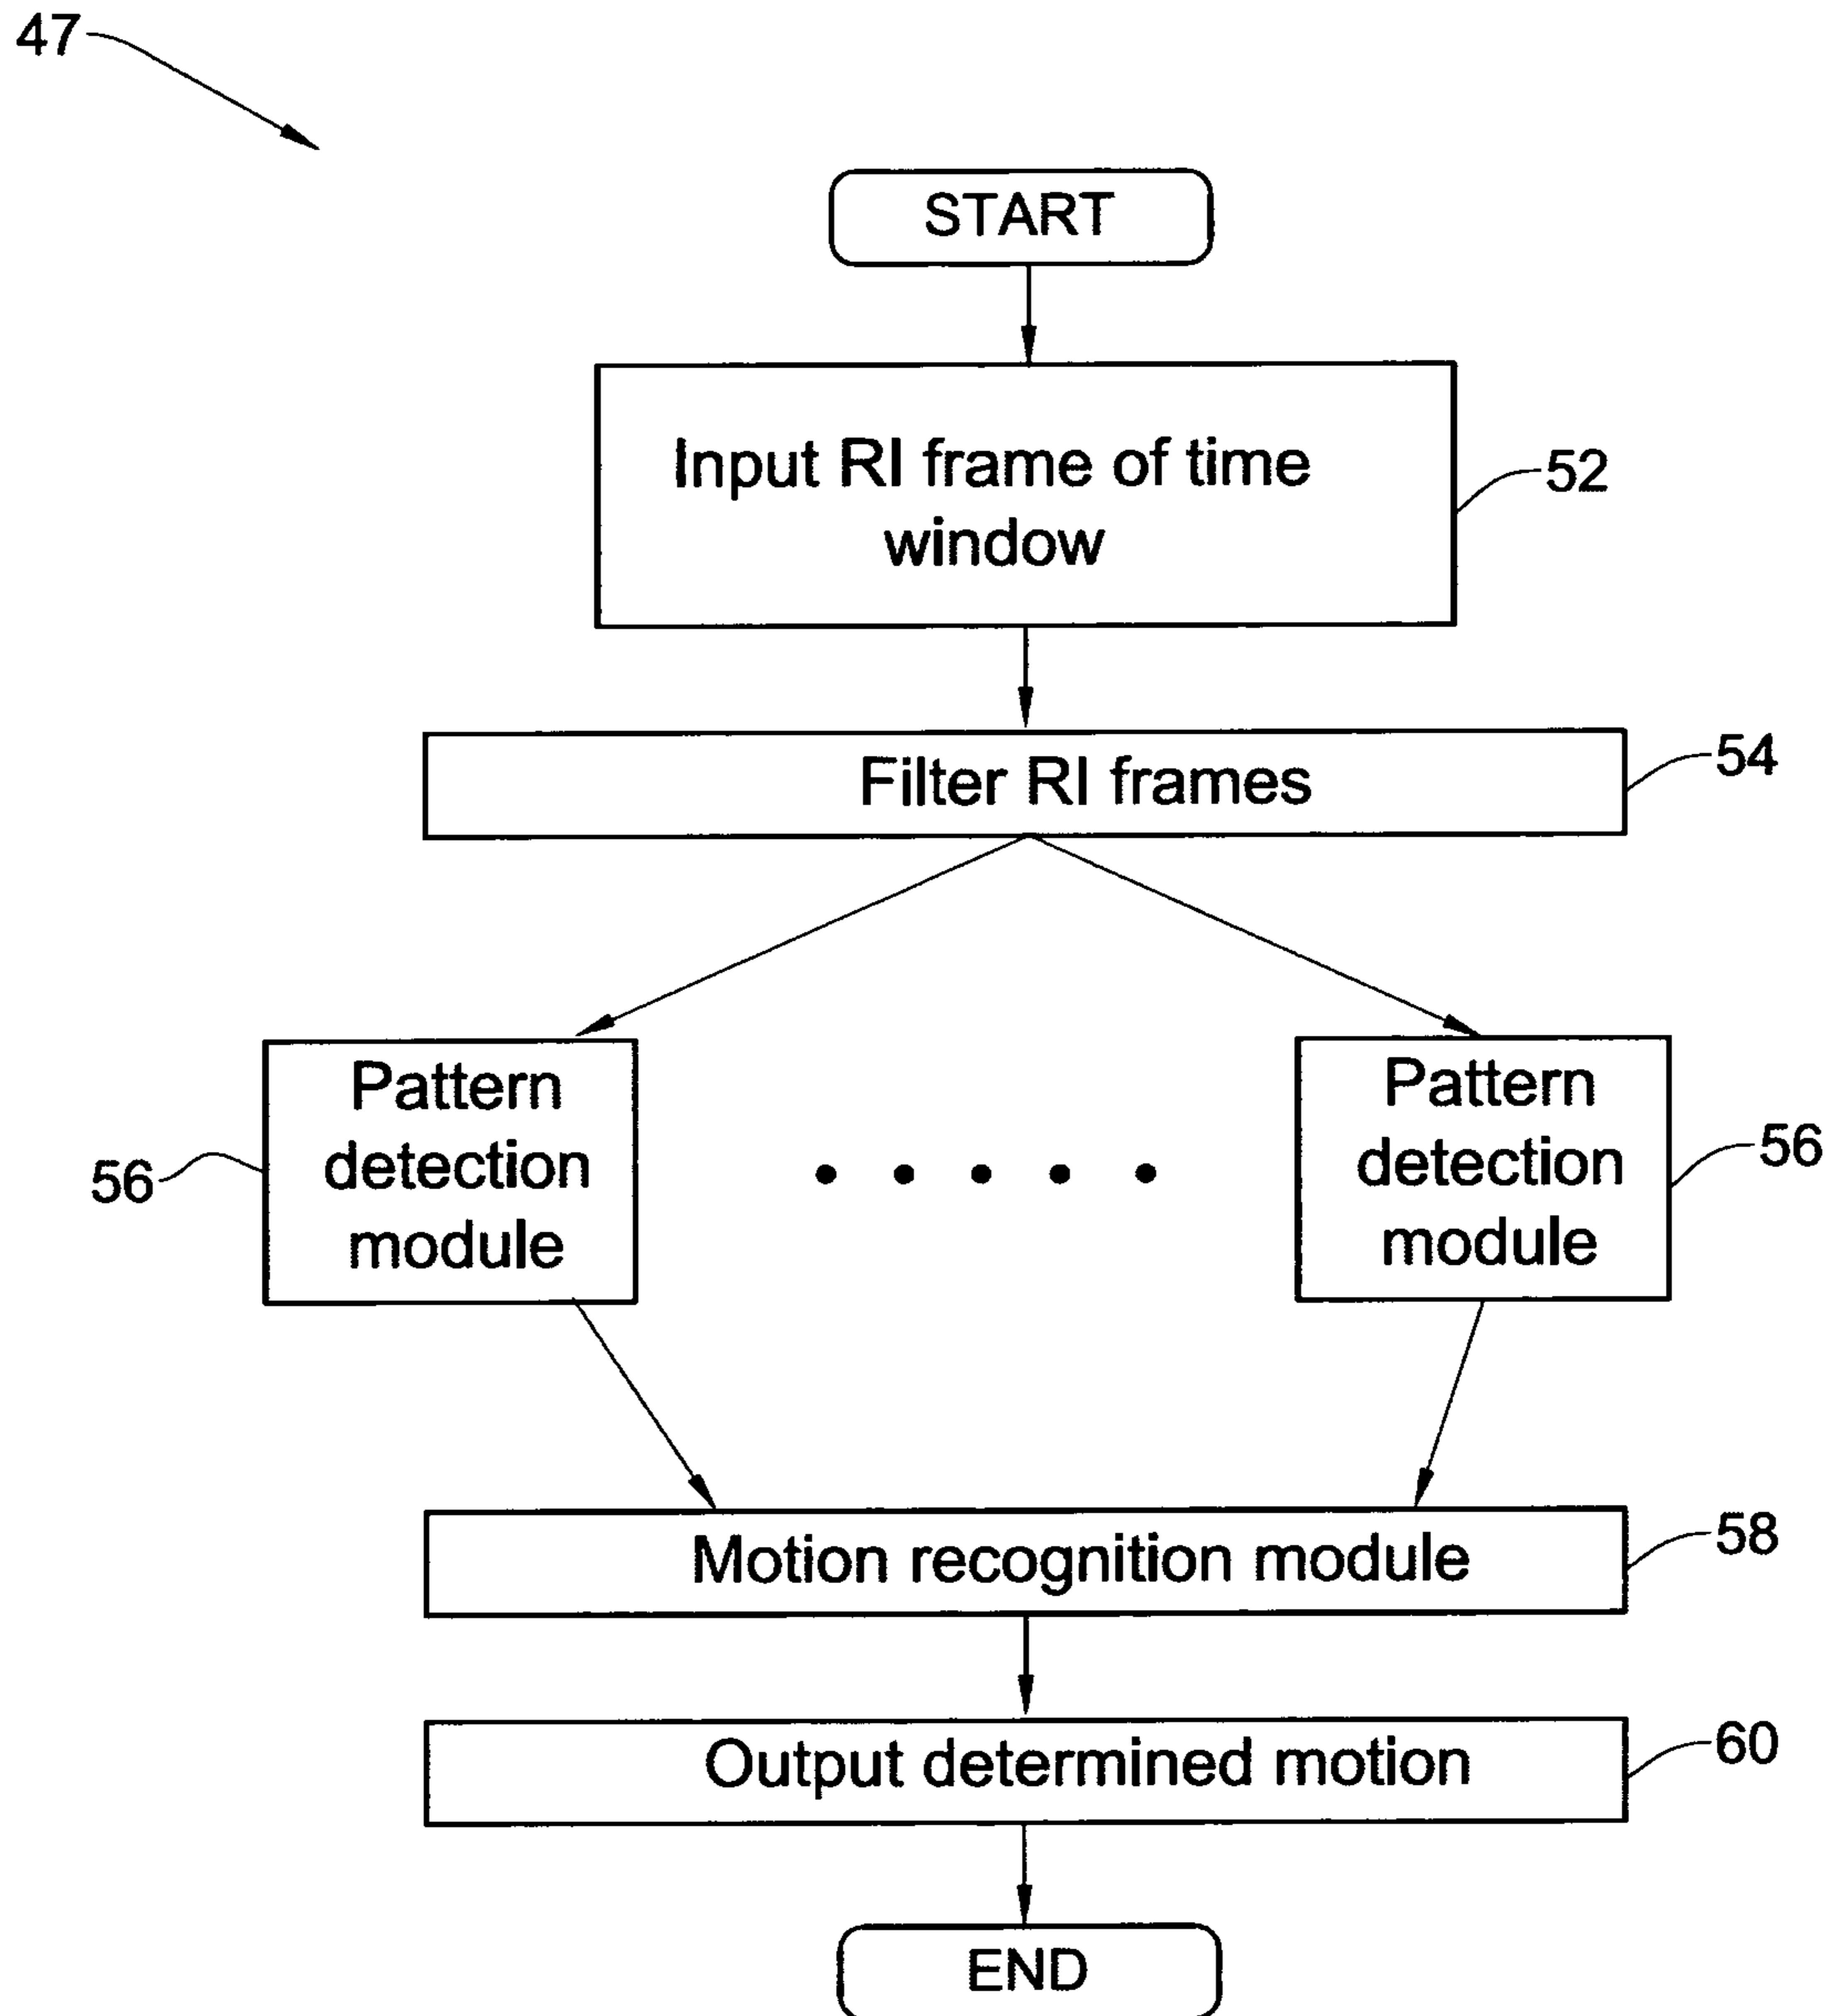 47
START
Input RI frame of time
window
52
Filter RI frames
54
Pattern
detection
module
56
Pattern
detection
module
56
Motion recognition module
58
Output determined motion
60
END